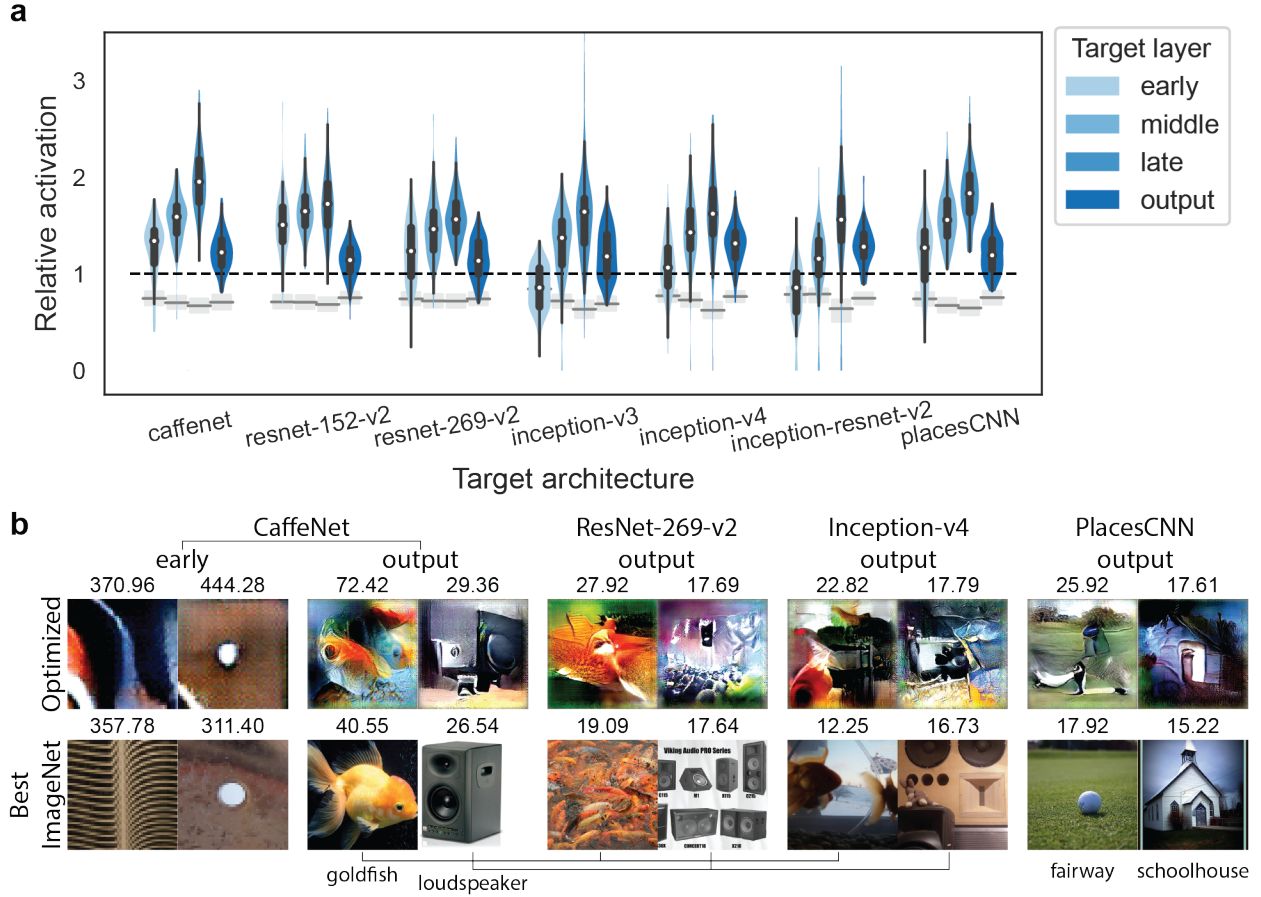 a
Target layer
early
middle
late
output
Relative activation
3
2
1
0
caffenet
resnet-152-v2
resnet-269-v2
inception-v3
inception-v4
inception-resnet-v2
placesCNN
Target architecture
b
CaffeNet
ResNet-269-v2
Inception-v4
PlacesCNN
early
output
output
output
output
370.96 444.28 72.42 29.36 27.92 17.69 22.82 17.79 25.92 17.61
Optimized
357.78 311.40 40.55 26.54 19.09 17.64 12.25 16.73 17.92 15.22
Best
ImageNet
Viking Audio PRO Series
goldfish
loudspeaker
fairway
schoolhouse